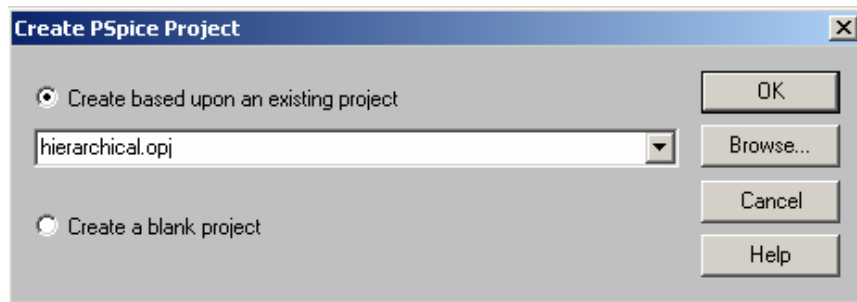 Create PSpice Project
Create based upon an existing project
OK
hierarchical.opj
Browse...
Cancel
Create a blank project
Help